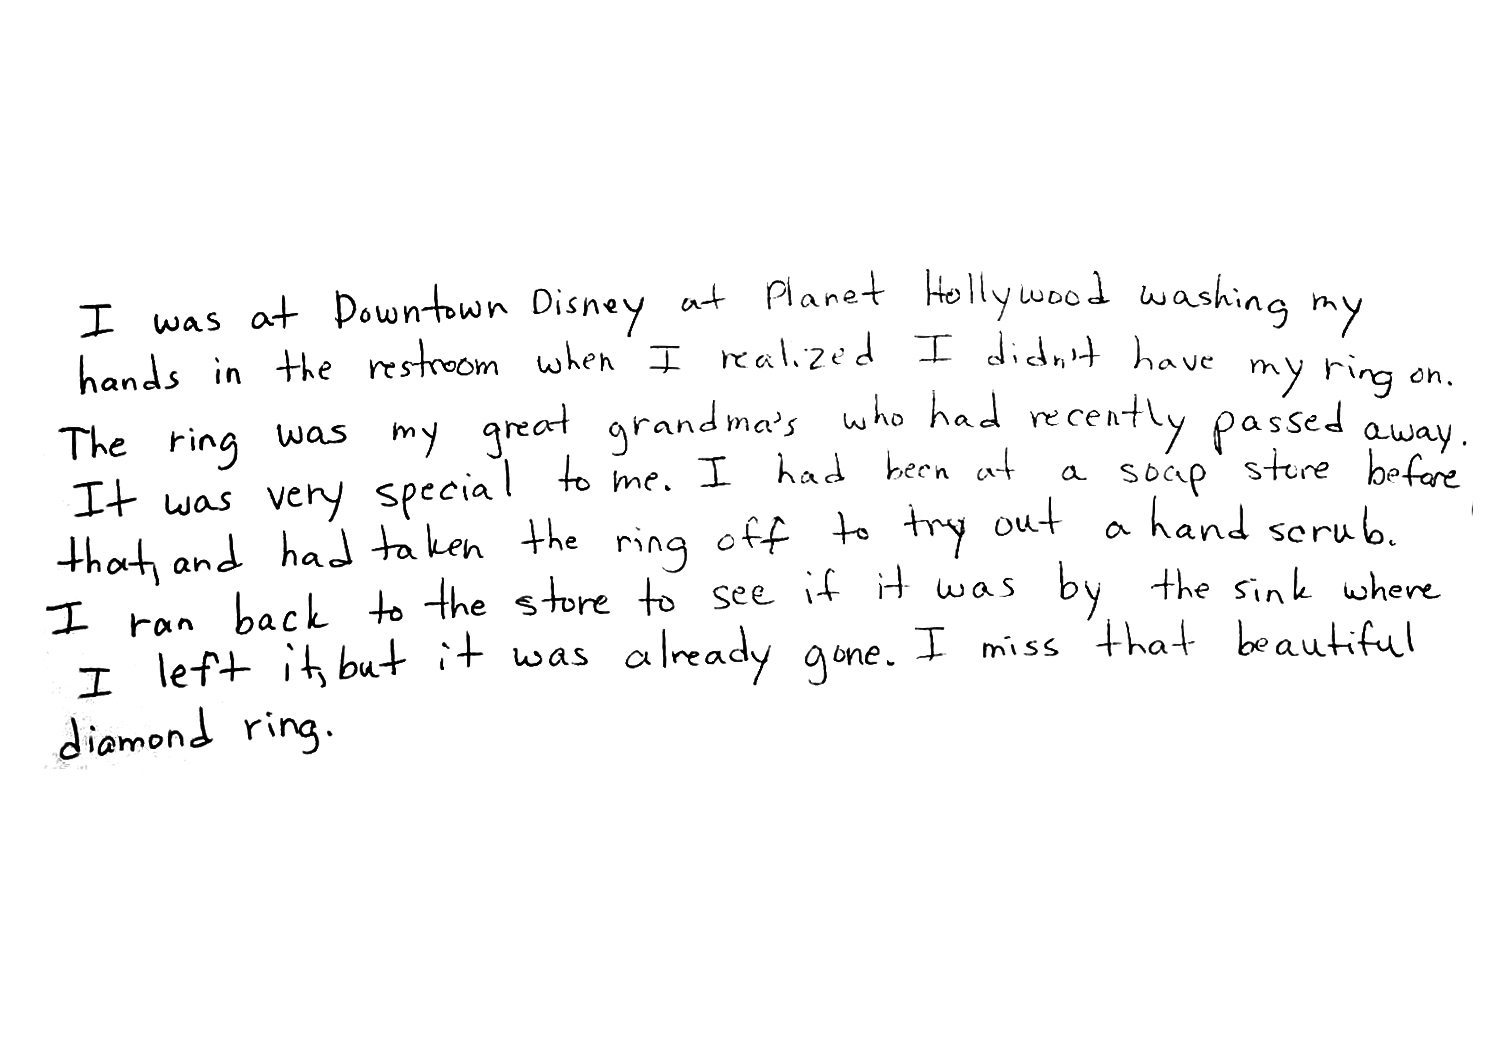 I was at Downtown Disney at Planet Hollywood washing my
hands in the restroom when I realized I didn't have my ring on.
The ring was my great grandma's who had recently passed away.
It was very special to me. I had been at a soap store before
that, and had taken the ring off to try out a hand scrub.
I ran back to the store to see if it was by the sink where
I left it, but it was already gone. I miss that beautiful
diamond ring.